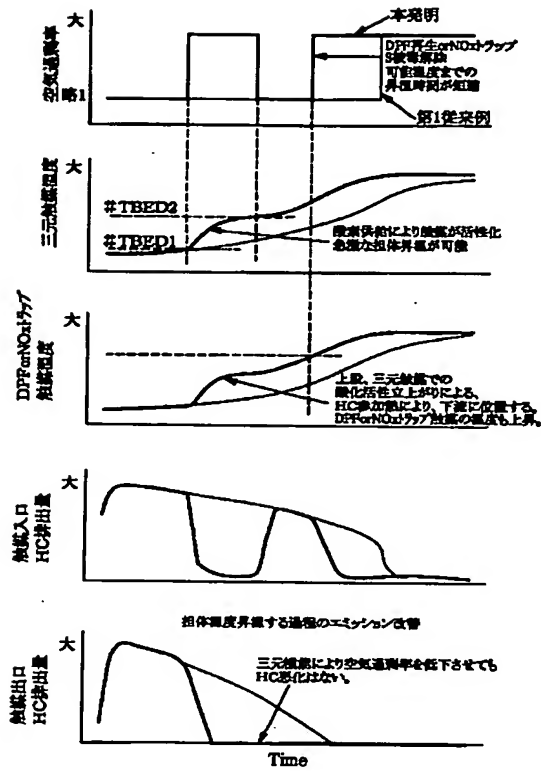 大
本発明
空気過剰率
DPF再生orNOxトラップ
S被毒解除
可能温度までの
昇温時刻が短縮
略1
第1従来例
大
三元触媒温度
#TBED2
#TBED1
酸素供給により触媒が活性化
急激な担体昇温が可能
大
DPForNOxトラップ
触媒温度
上段、三元触媒での
酸化活性立上がりによる、
HC参加熱により、下流に位置する、
DPForNOxトラップ触媒の温度も上昇。
大
触媒入口
HC排出量
担体温度昇温する過程のエミッション改善
大
触媒出口
HC排出量
三元機能により空気過剰率を低下させても
HC悪化はない。
Time